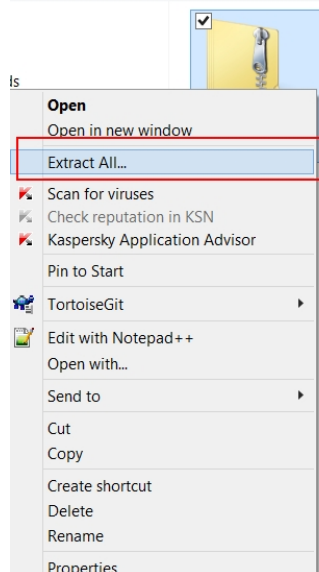 ds
Open
Open in new window
Extract All...
Scan for viruses
Check reputation in KSN
Kaspersky Application Advisor
Pin to Start
TortoiseGit
Edit with Notepad++
Open with...
Send to
Cut
Copy
Create shortcut
Delete
Rename
Properties